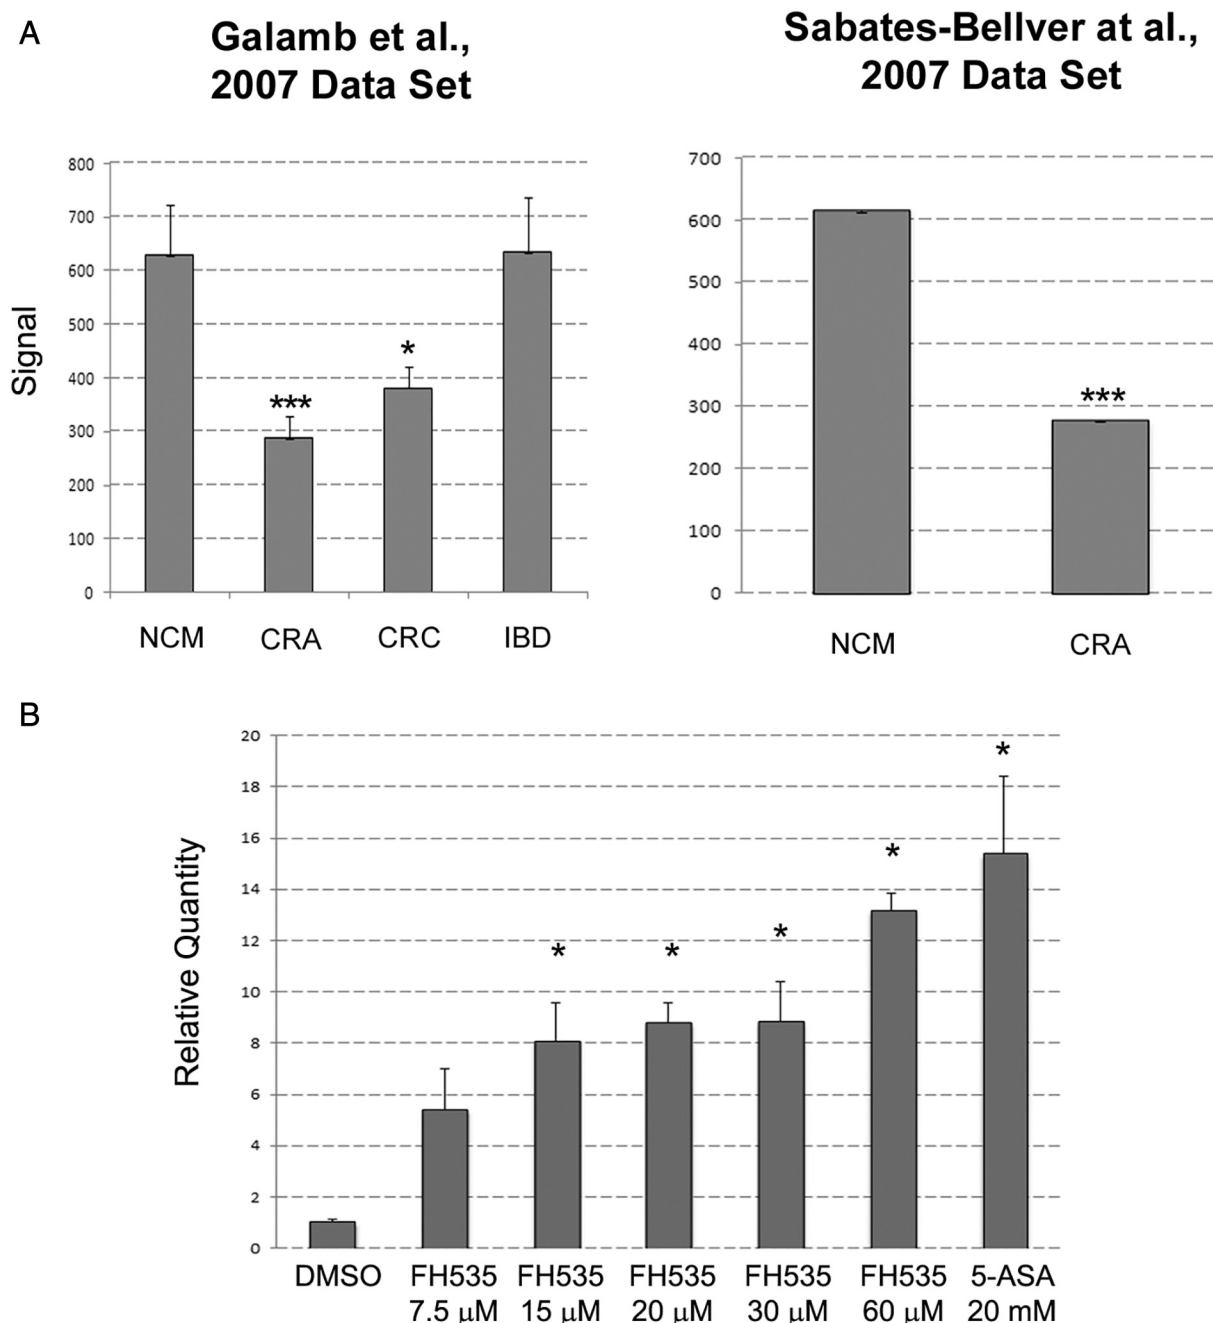 A
Galamb et al.,
2007 Data Set
Sabates-Bellver at al.,
2007 Data Set
Signal
800
700
600
500
400
300
200
100
0
***
*
NCM CRA CRC IBD
700
600
500
400
300
200
100
0
***
NCM CRA
B
Relative Quantity
20
18
16
14
12
10
8
6
4
2
0
* * * * *
DMSO FH535 FH535 FH535 FH535 FH535 5-ASA
7.5 μM 15 μM 20 μM 30 μM 60 μM 20 mM